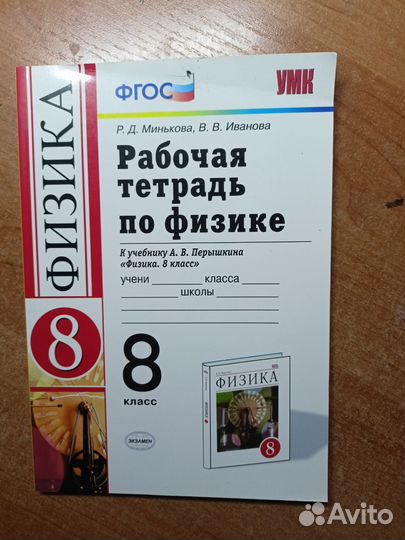 ФГОС
УМК
Р. Д. Минькова, В. В. Иванова
Рабочая
тетрадь
по физике
К учебнику А. В. Перышкина
«Физика. 8 класс»
учени класса
школы
ФИЗИКА
8
8
класс
ЭКЗАМЕН
ФИЗИКА
8
Avito